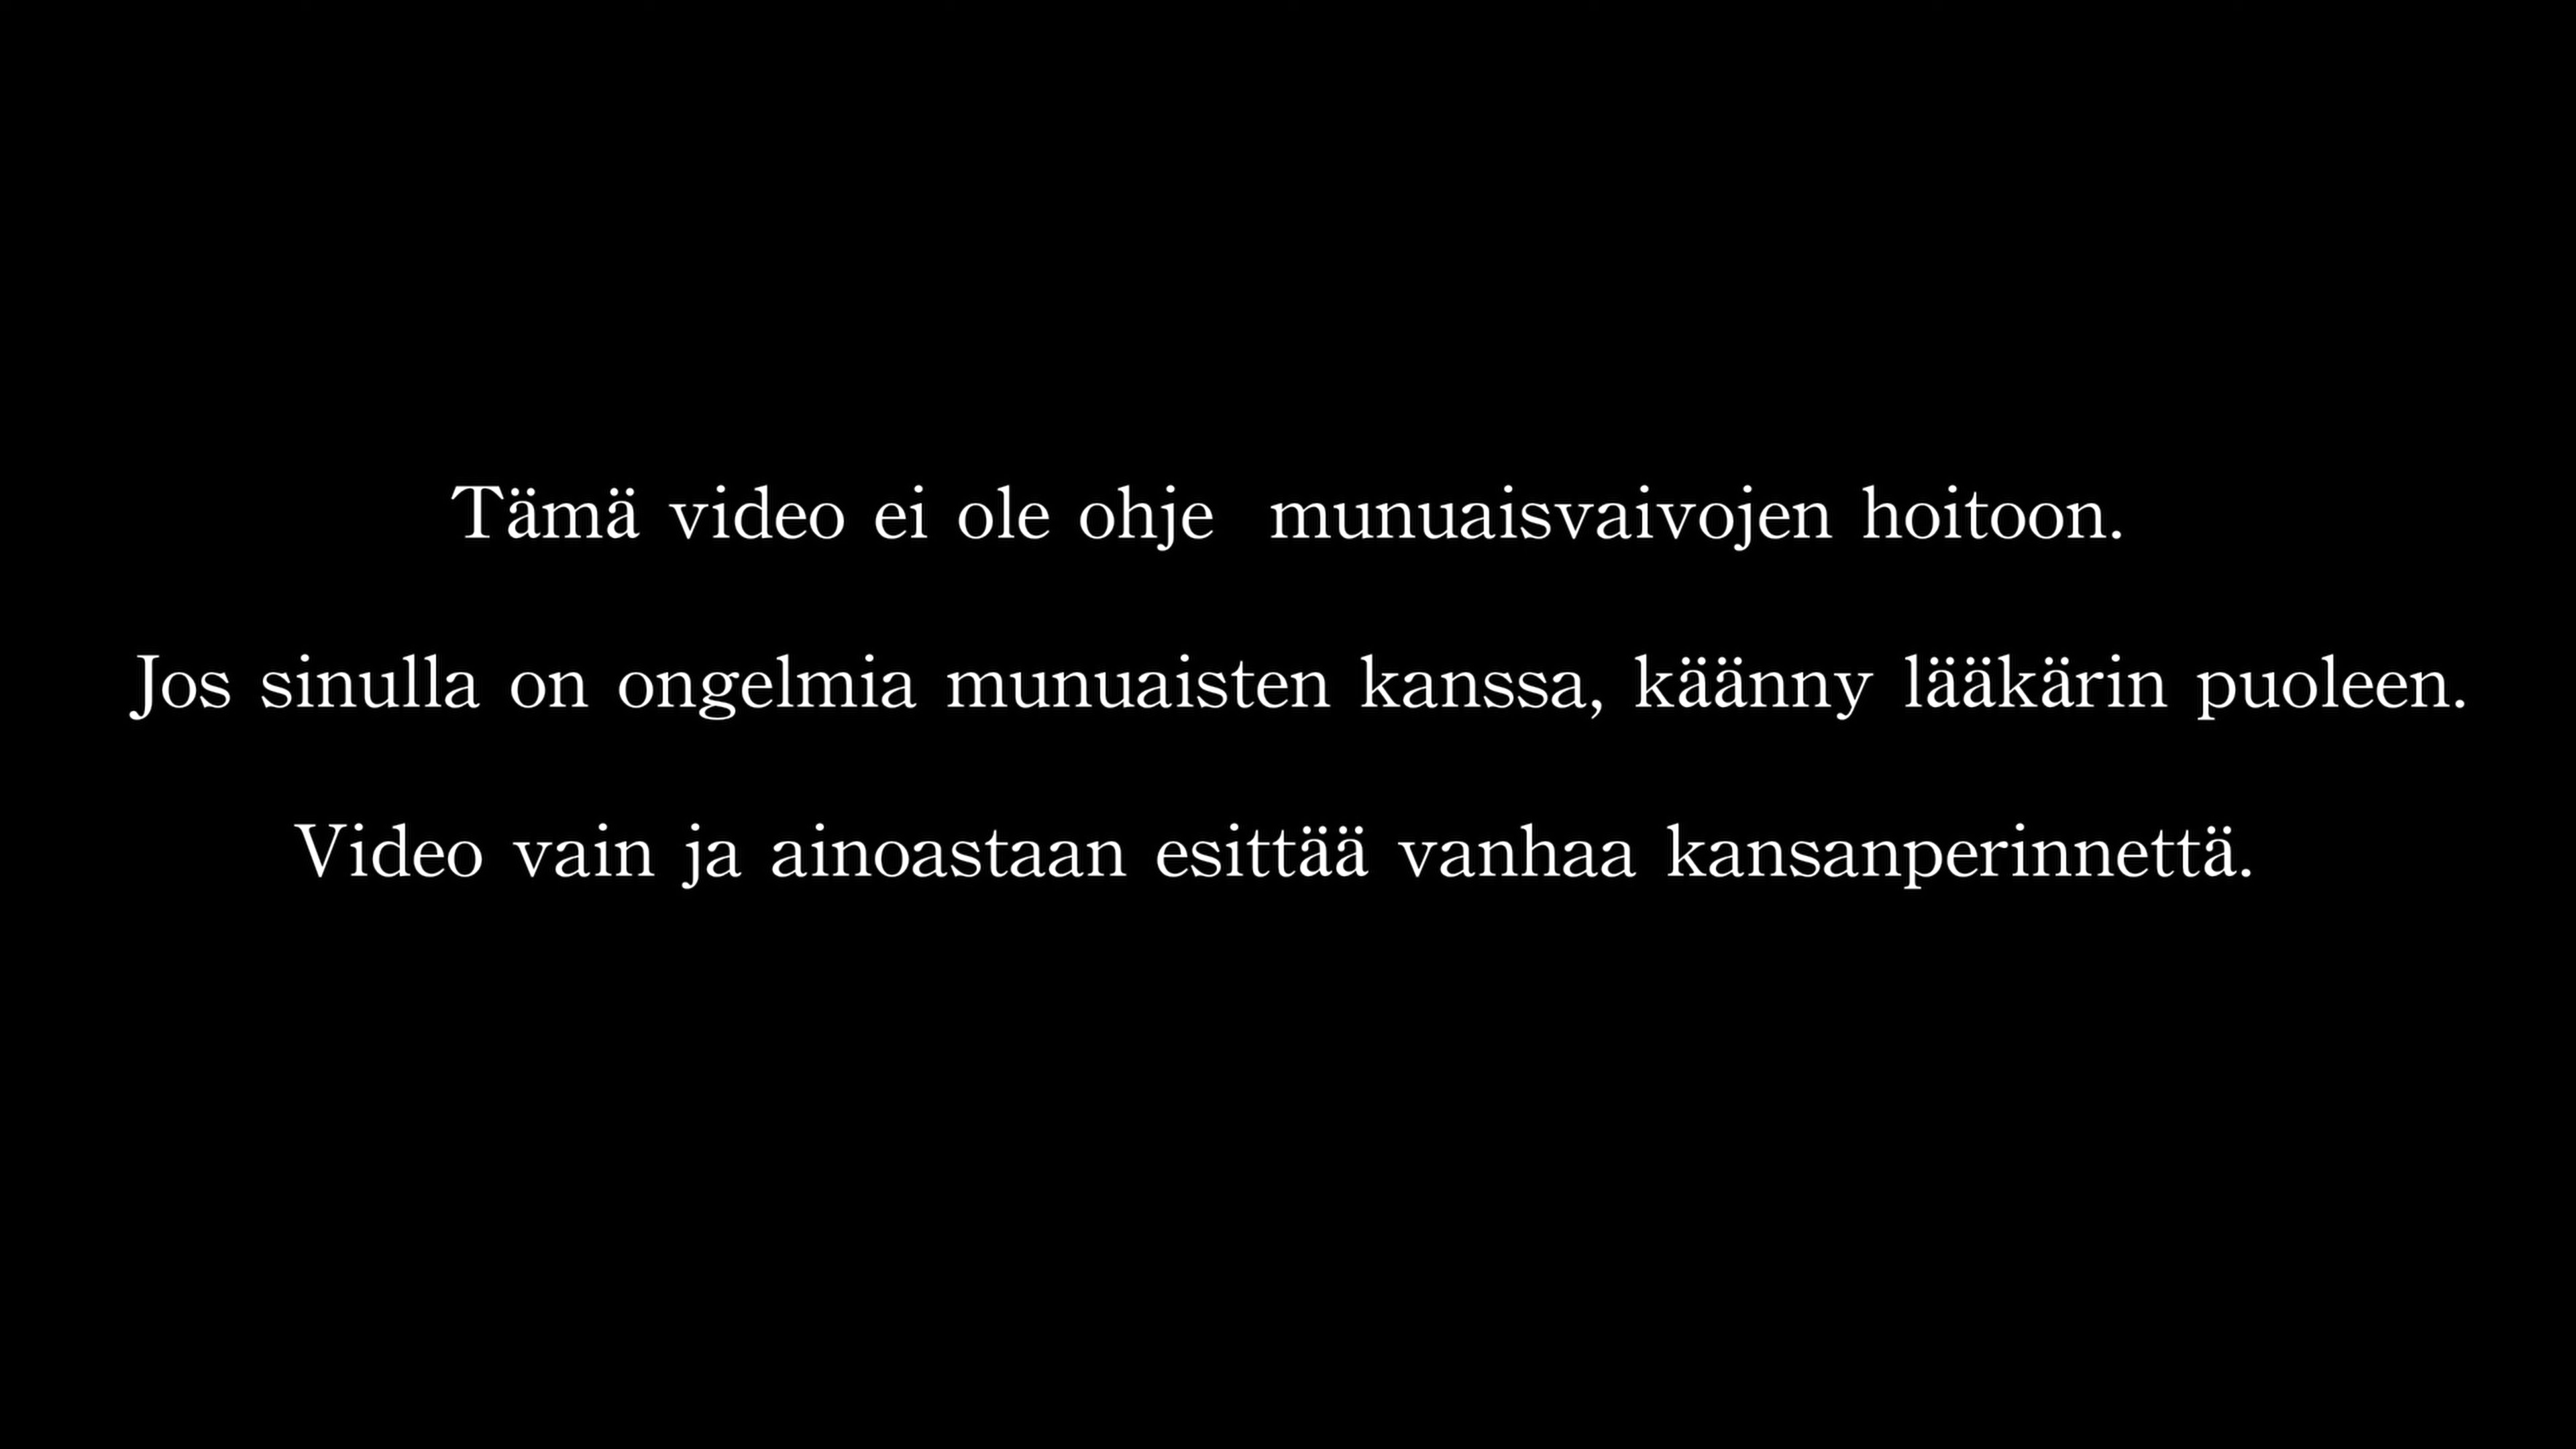 Tämä video ei ole ohje  munuaisvaivojen hoitoon.
Jos sinulla on ongelmia munuaisten kanssa, käänny lääkärin puoleen.
Video vain ja ainoastaan esittää vanhaa kansanperinnettä.